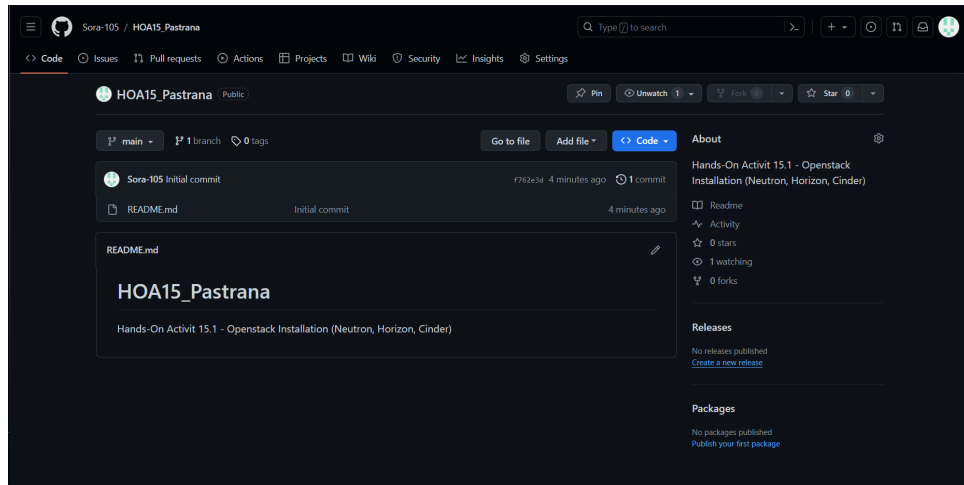 Sora-105 / HOA15_Pastrana
Type / to search
Code Issues Pull requests Actions Projects Wiki Security Insights Settings
HOA15_Pastrana Public
Pin Unwatch 1 Fork 0 Star 0
main 1 branch 0 tags Go to file Add file Code
Sora-105 Initial commit f762e3d 4 minutes ago 1 commit
README.md Initial commit 4 minutes ago
README.md
HOA15_Pastrana
Hands-On Activit 15.1 - Openstack Installation (Neutron, Horizon, Cinder)
About
Hands-On Activit 15.1 - Openstack
Installation (Neutron, Horizon, Cinder)
Readme
Activity
0 stars
1 watching
0 forks
Releases
No releases published
Create a new release
Packages
No packages published
Publish your first package